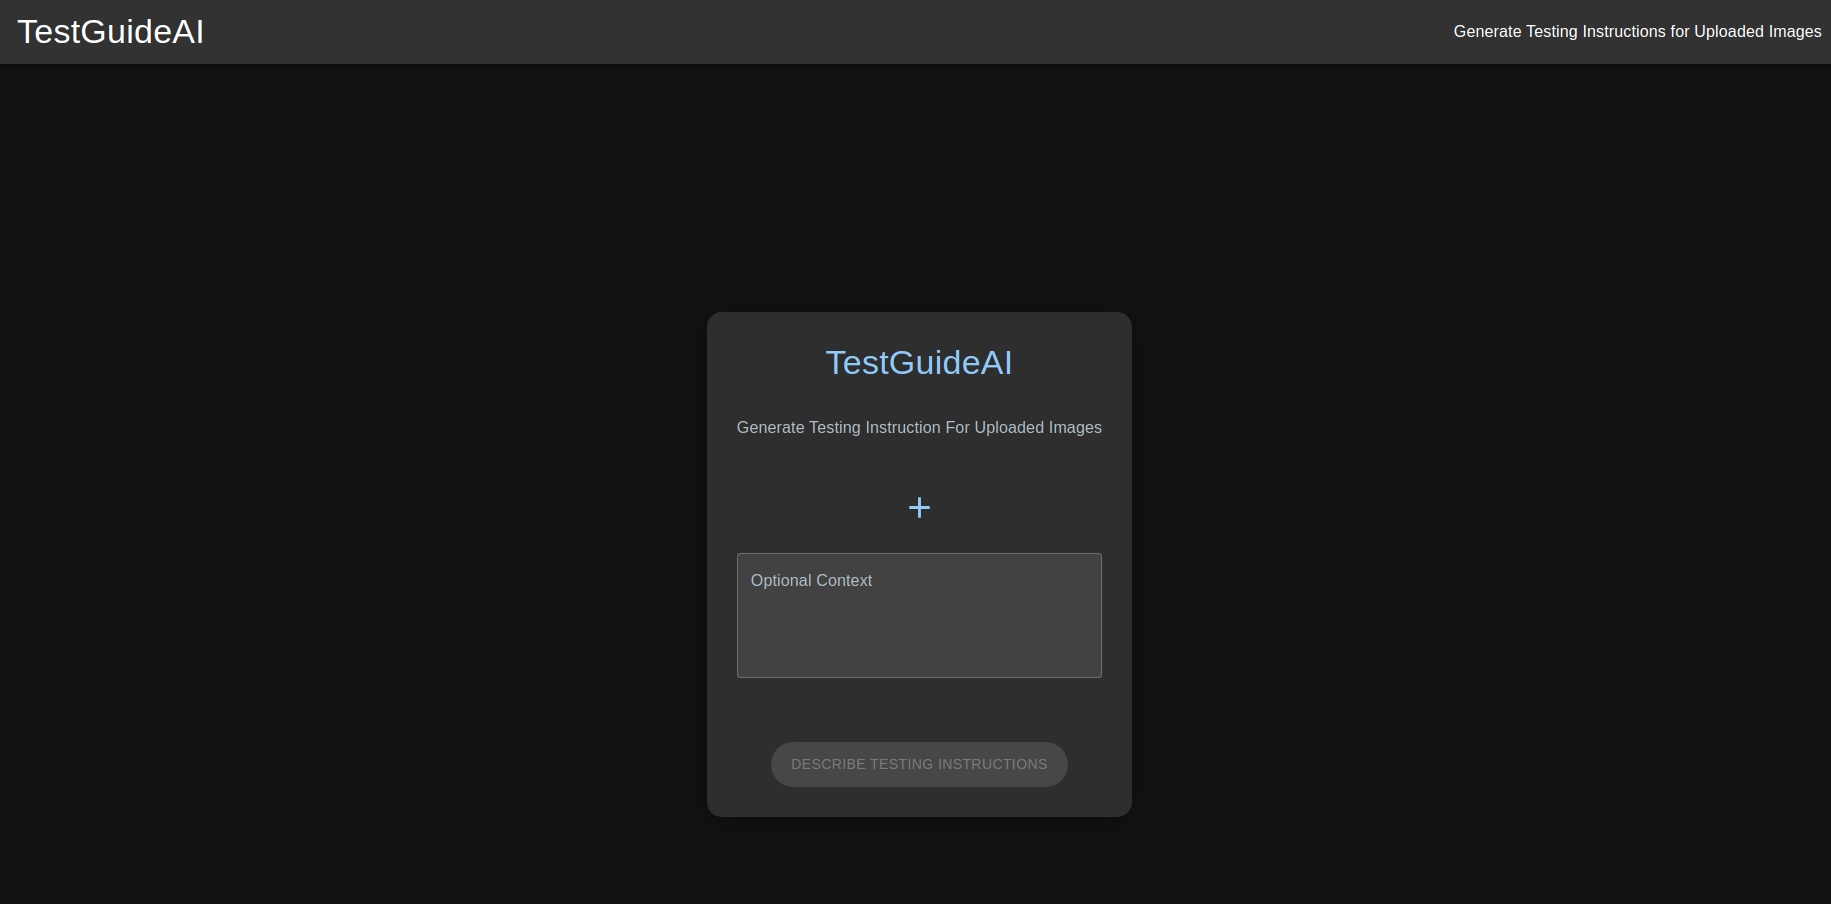 TestGuideAI
Generate Testing Instructions for Uploaded Images
TestGuideAI
Generate Testing Instruction For Uploaded Images
+
Optional Context
DESCRIBE TESTING INSTRUCTIONS